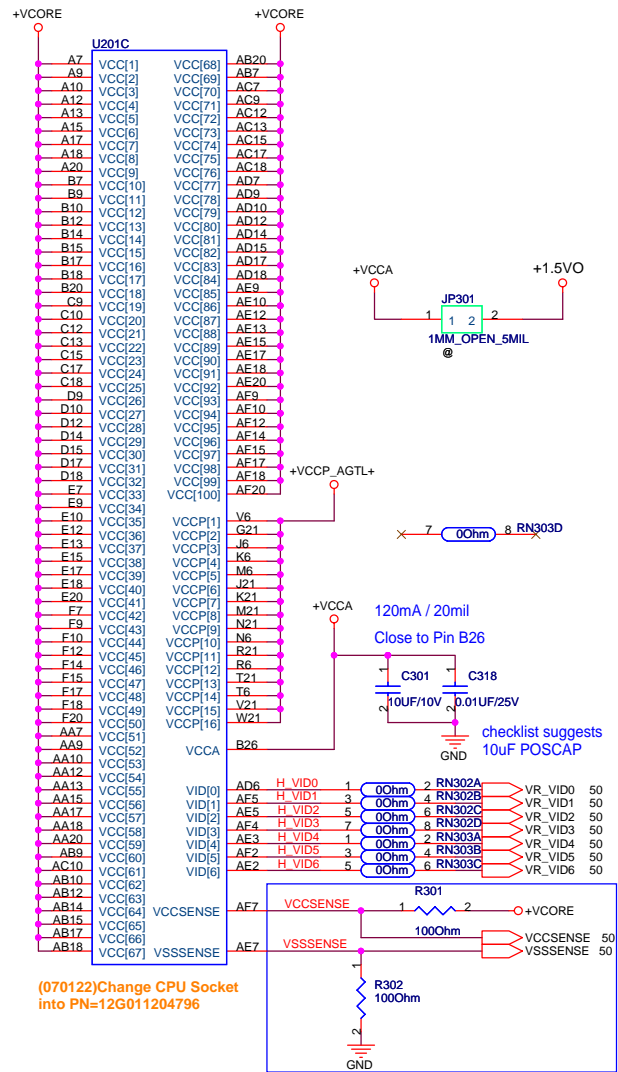 +VCORE +VCORE
U201C
A7 VCC[1] VCC[68] AB20
A9 VCC[2] VCC[69] AB7
A10 VCC[3] VCC[70] AC7
A12 VCC[4] VCC[71] AC9
A13 VCC[5] VCC[72] AC12
A15 VCC[6] VCC[73] AC13
A17 VCC[7] VCC[74] AC15
A18 VCC[8] VCC[75] AC17
A20 VCC[9] VCC[76] AC18
B7 VCC[10] VCC[77] AD7
B9 VCC[11] VCC[78] AD9
B10 VCC[12] VCC[79] AD10
B12 VCC[13] VCC[80] AD12
B14 VCC[14] VCC[81] AD14
B15 VCC[15] VCC[82] AD15
B17 VCC[16] VCC[83] AD17
B18 VCC[17] VCC[84] AD18
B20 VCC[18] VCC[85] AE9
C9 VCC[19] VCC[86] AE10
C10 VCC[20] VCC[87] AE12
C12 VCC[21] VCC[88] AE13
C13 VCC[22] VCC[89] AE15
C15 VCC[23] VCC[90] AE17
C17 VCC[24] VCC[91] AE18
C18 VCC[25] VCC[92] AE20
D9 VCC[26] VCC[93] AF9
D10 VCC[27] VCC[94] AF10
D12 VCC[28] VCC[95] AF12
D14 VCC[29] VCC[96] AF14
D15 VCC[30] VCC[97] AF15
D17 VCC[31] VCC[98] AF17
D18 VCC[32] VCC[99] AF18
E7 VCC[33] VCC[100] AF20
E9 VCC[34]
E10 VCC[35] VCCP[1] V6
E12 VCC[36] VCCP[2] G21
E13 VCC[37] VCCP[3] J6
E15 VCC[38] VCCP[4] K6
E17 VCC[39] VCCP[5] M6
E18 VCC[40] VCCP[6] J21
E20 VCC[41] VCCP[7] K21
F7 VCC[42] VCCP[8] M21
F9 VCC[43] VCCP[9] N21
F10 VCC[44] VCCP[10] N6
F12 VCC[45] VCCP[11] R21
F14 VCC[46] VCCP[12] R6
F15 VCC[47] VCCP[13] T21
F17 VCC[48] VCCP[14] T6
F18 VCC[49] VCCP[15] V21
F20 VCC[50] VCCP[16] W21
AA7 VCC[51]
AA9 VCC[52] VCCA B26
AA10 VCC[53]
AA12 VCC[54]
AA13 VCC[55] VID[0] AD6 H_VID0 1 0Ohm 2 RN302A VR_VID0 50
AA15 VCC[56] VID[1] AF5 H_VID1 3 0Ohm 4 RN302B VR_VID1 50
AA17 VCC[57] VID[2] AE5 H_VID2 5 0Ohm 6 RN302C VR_VID2 50
AA18 VCC[58] VID[3] AF4 H_VID3 7 0Ohm 8 RN302D VR_VID3 50
AA20 VCC[59] VID[4] AE3 H_VID4 1 0Ohm 2 RN303A VR_VID4 50
AB9 VCC[60] VID[5] AF2 H_VID5 3 0Ohm 4 RN303B VR_VID5 50
AC10 VCC[61] VID[6] AE2 H_VID6 5 0Ohm 6 RN303C VR_VID6 50
AB10 VCC[62]
AB12 VCC[63]
AB14 VCC[64] VCCSENSE AF7 VCCSENSE
AB15 VCC[65]
AB17 VCC[66]
AB18 VCC[67] VSSSENSE AE7 VSSSENSE
+VCCA +1.5VO
JP301
1 1 2 2
1MM_OPEN_5MIL
@
+VCCP_AGTL+
7 0Ohm 8 RN303D
+VCCA
120mA / 20mil
Close to Pin B26
1 C301 1 C318
2 10UF/10V 2 0.01UF/25V
GND
checklist suggests
10uF POSCAP
R301
1 2 +VCORE
100Ohm
VCCSENSE 50
VSSSENSE 50
1
R302
100Ohm
2
GND
(070122)Change CPU Socket
into PN=12G011204796